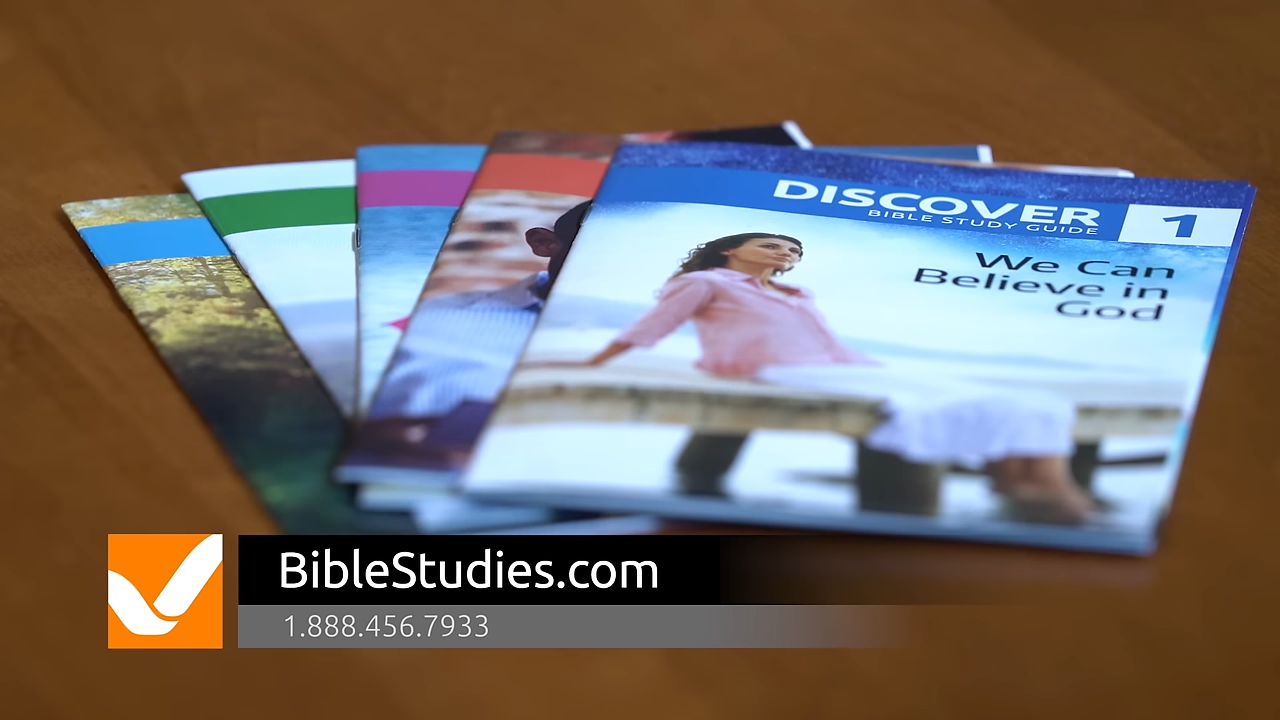 DISCOVER
BIBLE STUDY GUIDE
1
We Can
Believe in
God
BibleStudies.com
1.888.456.7933